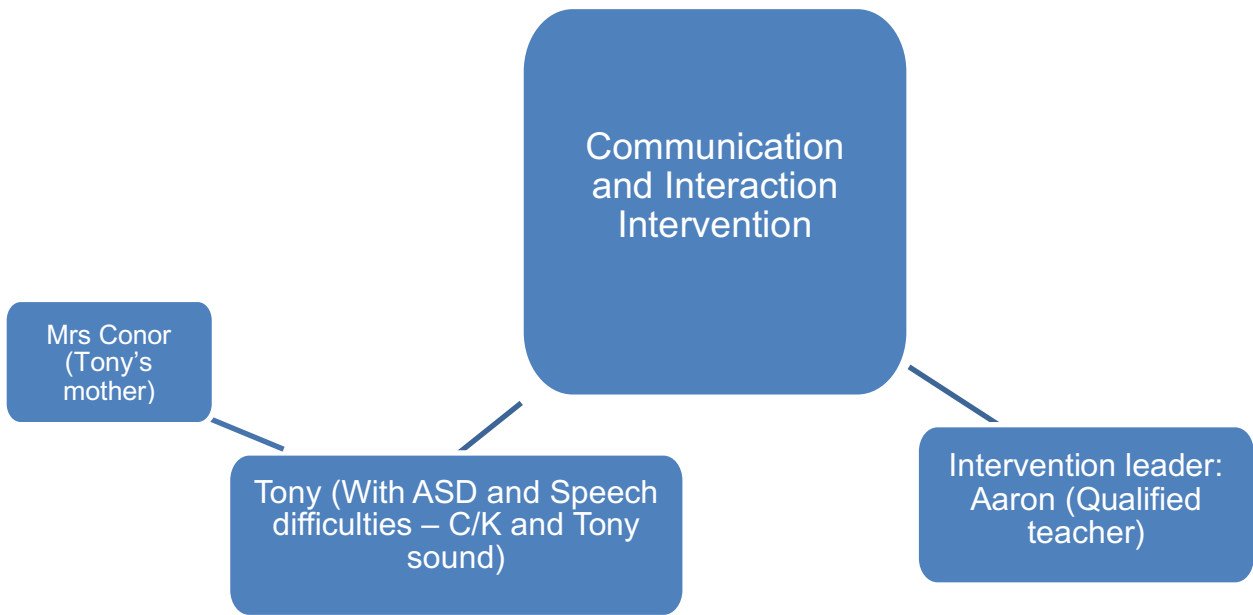 Communication
and Interaction
Intervention
Mrs Conor
(Tony’s
mother)
Tony (With ASD and Speech
difficulties – C/K and Tony
sound)
Intervention leader:
Aaron (Qualified
teacher)